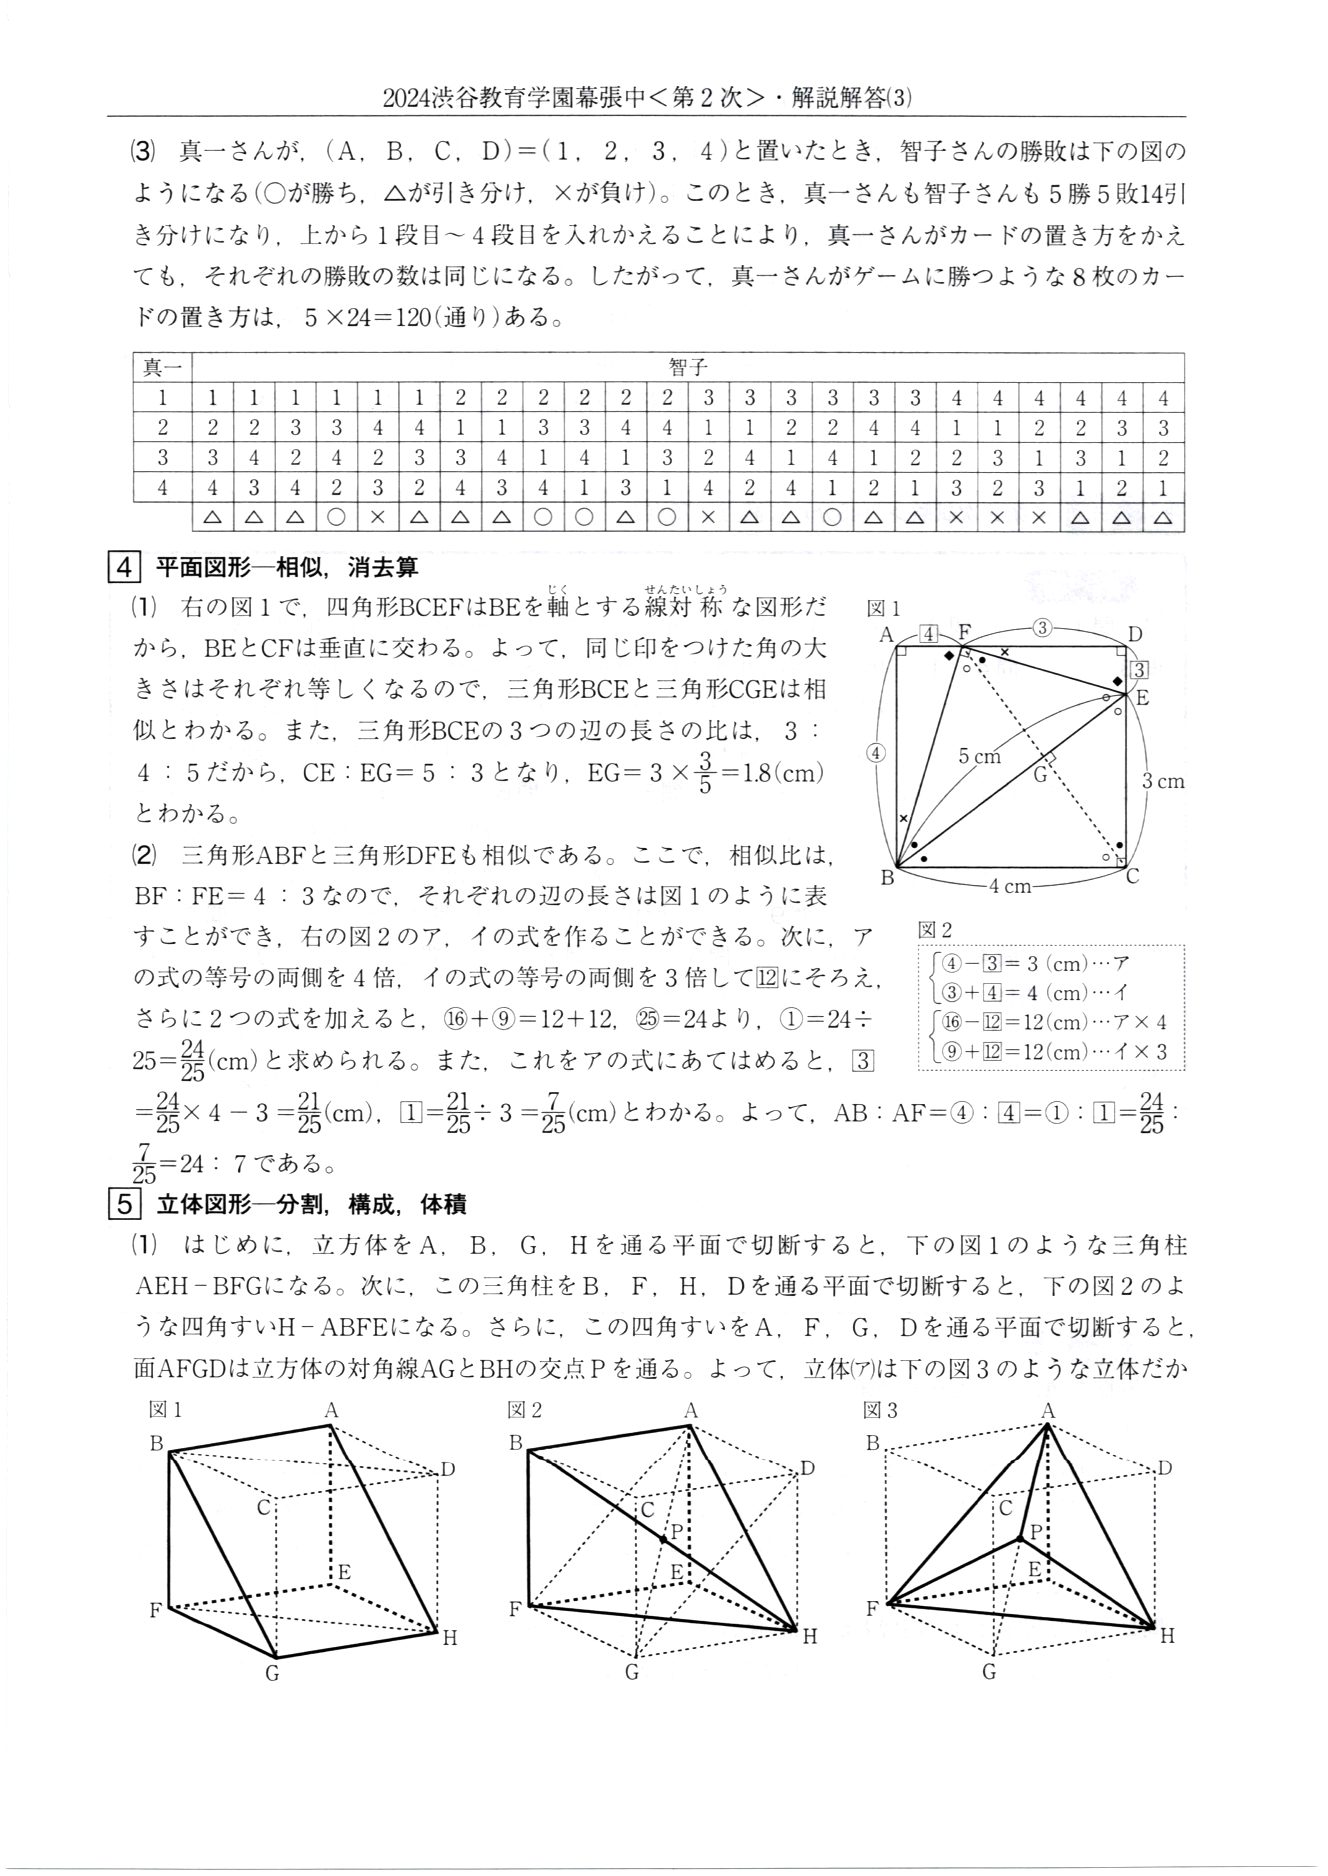 2024渋谷教育学園幕張中＜第2次＞・解説解答(3)
(3) 真一さんが，(A，B，C，D)＝(1，2，3，4)と置いたとき，智子さんの勝敗は下の図の
ようになる(○が勝ち，△が引き分け，×が負け)。このとき，真一さんも智子さんも5勝5敗14引
き分けになり，上から1段目～4段目を入れかえることにより，真一さんがカードの置き方をかえ
ても，それぞれの勝敗の数は同じになる。したがって，真一さんがゲームに勝つような8枚のカー
ドの置き方は，5×24＝120(通り)ある。
真一 智子
1 1 1 1 1 1 1 2 2 2 2 2 2 3 3 3 3 3 3 4 4 4 4 4 4
2 2 2 3 3 4 4 1 1 3 3 4 4 1 1 2 2 4 4 1 1 2 2 3 3
3 3 4 2 4 2 3 3 4 1 4 1 3 2 4 1 4 1 2 2 3 1 3 1 2
4 4 3 4 2 3 2 4 3 4 1 3 1 4 2 4 1 2 1 3 2 3 1 2 1
△ △ △ ○ × △ △ △ ○ ○ △ ○ × △ △ ○ △ △ × × × △ △ △
4 平面図形―相似，消去算
じく せんたいしょう
(1) 右の図1で，四角形BCEFはBEを軸とする線対称な図形だ
から，BEとCFは垂直に交わる。よって，同じ印をつけた角の大
きさはそれぞれ等しくなるので，三角形BCEと三角形CGEは相
似とわかる。また，三角形BCEの3つの辺の長さの比は，3：
4：5だから，CE：EG＝5：3となり，EG＝3×3/5＝1.8(cm)
とわかる。
(2) 三角形ABFと三角形DFEも相似である。ここで，相似比は，
BF：FE＝4：3なので，それぞれの辺の長さは図1のように表
すことができ，右の図2のア，イの式を作ることができる。次に，ア
の式の等号の両側を4倍，イの式の等号の両側を3倍して[12]にそろえ，
さらに2つの式を加えると，⑯＋⑨＝12＋12，㉕＝24より，①＝24÷
25＝24/25(cm)と求められる。また，これをアの式にあてはめると，[3]
＝24/25×4－3＝21/25(cm)，[1]＝21/25÷3＝7/25(cm)とわかる。よって，AB：AF＝④：[4]＝①：[1]＝24/25：
7/25＝24：7である。
図1
A [4] F ③ D
[3]
E
④
5 cm
G
3 cm
B
4 cm
C
図2
④－[3]＝3(cm)…ア
③＋[4]＝4(cm)…イ
⑯－[12]＝12(cm)…ア×4
⑨＋[12]＝12(cm)…イ×3
5 立体図形―分割，構成，体積
(1) はじめに，立方体をA，B，G，Hを通る平面で切断すると，下の図1のような三角柱
AEH－BFGになる。次に，この三角柱をB，F，H，Dを通る平面で切断すると，下の図2のよ
うな四角すいH－ABFEになる。さらに，この四角すいをA，F，G，Dを通る平面で切断すると，
面AFGDは立方体の対角線AGとBHの交点Pを通る。よって，立体(ア)は下の図3のような立体だか
図1
A
B
D
C
E
F
H
G
図2
A
B
D
C
P
E
F
H
G
図3
A
B
D
C
P
E
F
H
G